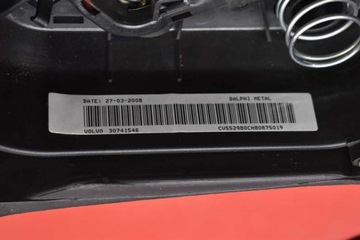 DATE: 27-03-2008 DALPHI METAL
VOLVO 30741546 CVSS2980CH80875019